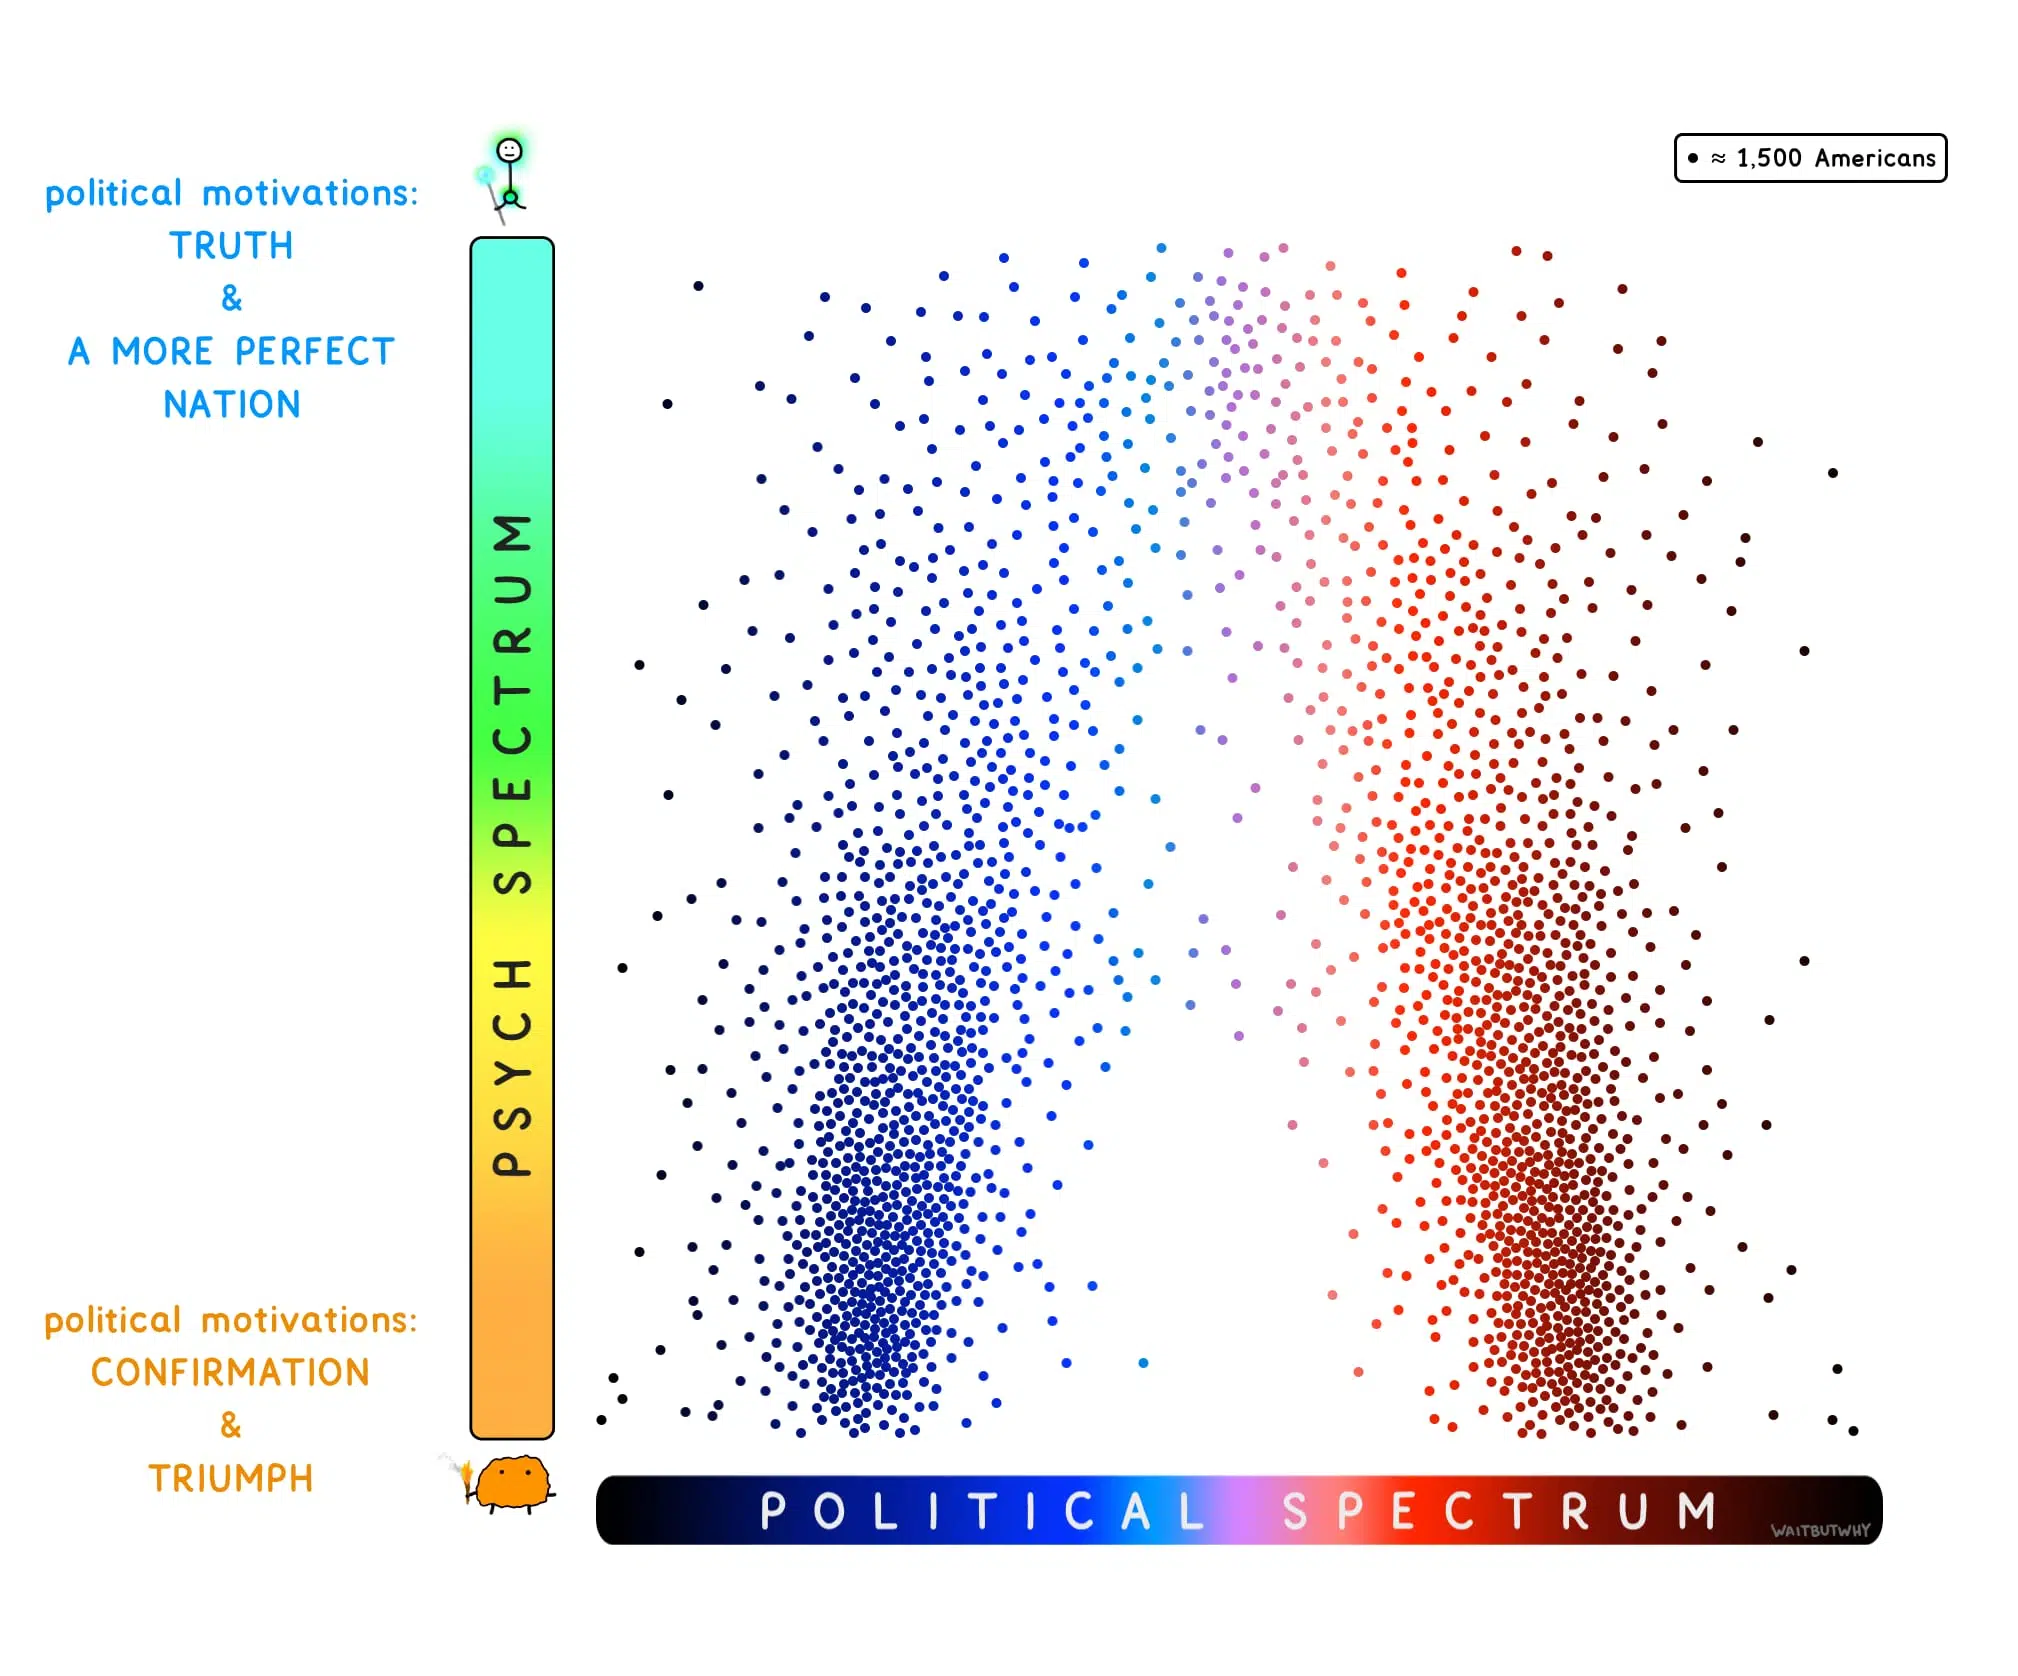 ≈ 1,500 Americans
political motivations:
TRUTH
&
A MORE PERFECT
NATION
PSYCH SPECTRUM
political motivations:
CONFIRMATION
&
TRIUMPH
POLITICAL SPECTRUM
WAITBUTWHY